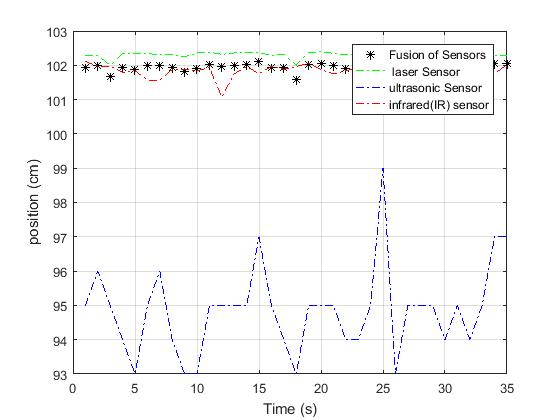 103
102
101
100
99
98
97
96
95
94
93
position (cm)
0 5 10 15 20 25 30 35
Time (s)
Fusion of Sensors
laser Sensor
ultrasonic Sensor
infrared(IR) sensor